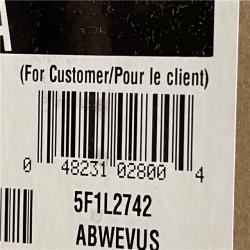 (For Customer/Pour le client)
0 48231 02800 4
5F1L2742
ABWEVUS